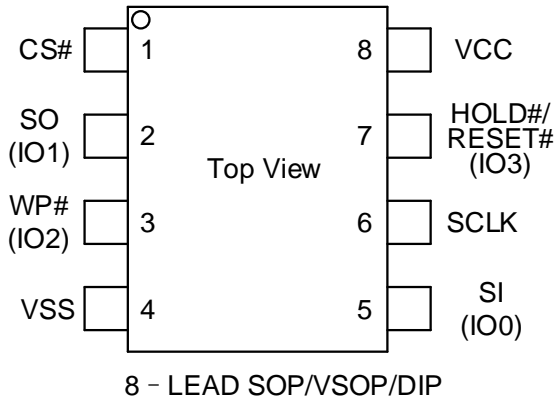 CS#
1
8
VCC
SO
(IO1)
2
7
HOLD#/
RESET#
(IO3)
Top View
WP#
(IO2)
3
6
SCLK
VSS
4
5
SI
(IO0)
8 – LEAD SOP/VSOP/DIP